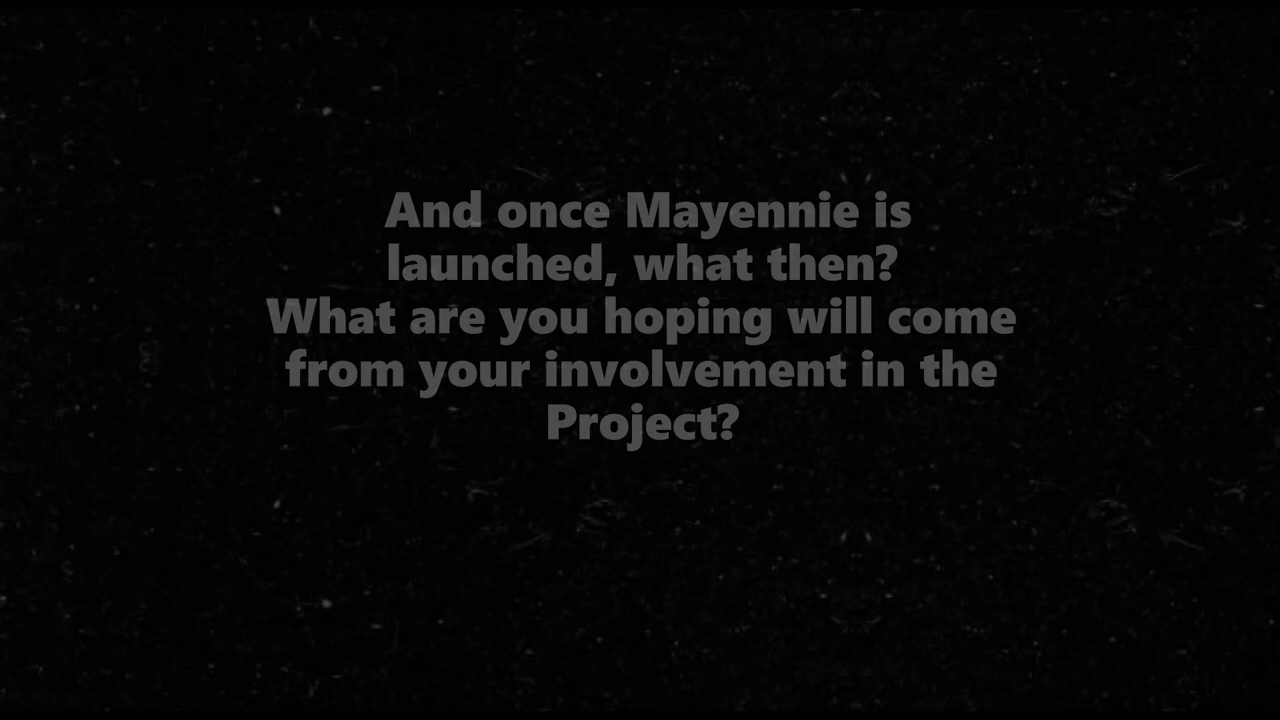 And once Mayennie is
launched, what then?
What are you hoping will come
from your involvement in the
Project?